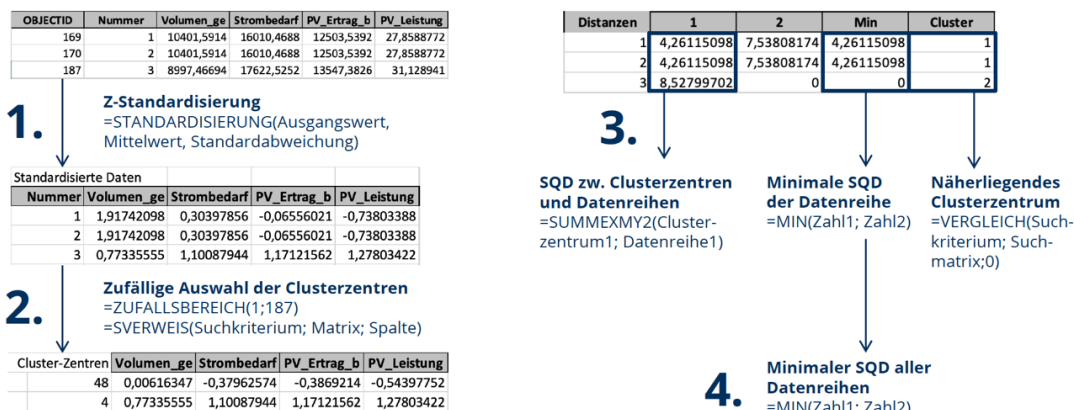 OBJECTID Nummer Volumen_ge Strombedarf PV_Ertrag_b PV_Leistung
169 1 10401,5914 16010,4688 12503,5392 27,8588772
170 2 10401,5914 16010,4688 12503,5392 27,8588772
187 3 8997,46694 17622,5252 13547,3826 31,128941
1.
Z-Standardisierung
=STANDARDISIERUNG(Ausgangswert,
Mittelwert, Standardabweichung)
Standardisierte Daten
Nummer Volumen_ge Strombedarf PV_Ertrag_b PV_Leistung
1 1,91742098 0,30397856 -0,06556021 -0,73803388
2 1,91742098 0,30397856 -0,06556021 -0,73803388
3 0,77335555 1,10087944 1,17121562 1,27803422
2.
Zufällige Auswahl der Clusterzentren
=ZUFALLSBEREICH(1;187)
=SVERWEIS(Suchkriterium; Matrix; Spalte)
Cluster-Zentren Volumen_ge Strombedarf PV_Ertrag_b PV_Leistung
48 0,00616347 -0,37962574 -0,3869214 -0,54397752
4 0,77335555 1,10087944 1,17121562 1,27803422
Distanzen 1 2 Min Cluster
1 4,26115098 7,53808174 4,26115098 1
2 4,26115098 7,53808174 4,26115098 1
3 8,52799702 0 0 2
3.
SQD zw. Clusterzentren
und Datenreihen
=SUMMEXMY2(Cluster-
zentrum1; Datenreihe1)
Minimale SQD
der Datenreihe
=MIN(Zahl1; Zahl2)
Näherliegendes
Clusterzentrum
=VERGLEICH(Such-
kriterium; Such-
matrix;0)
4.
Minimaler SQD aller
Datenreihen
=MIN(Zahl1; Zahl2)